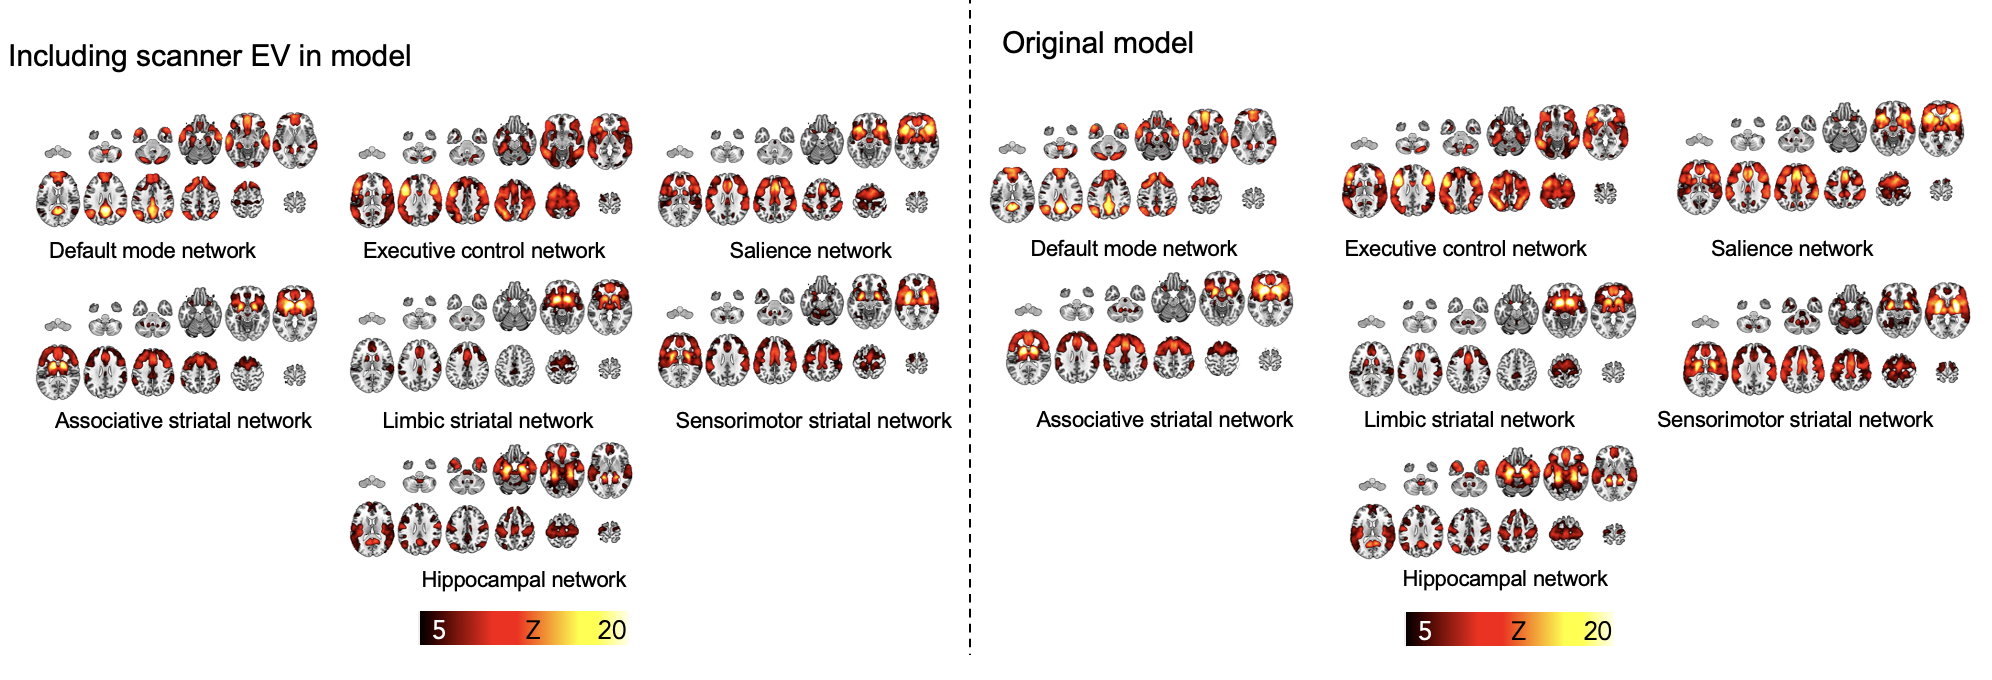 Including scanner EV in model
Default mode network
Executive control network
Salience network
Associative striatal network
Limbic striatal network
Sensorimotor striatal network
Hippocampal network
5 Z 20
Original model
Default mode network
Executive control network
Salience network
Associative striatal network
Limbic striatal network
Sensorimotor striatal network
Hippocampal network
5 Z 20